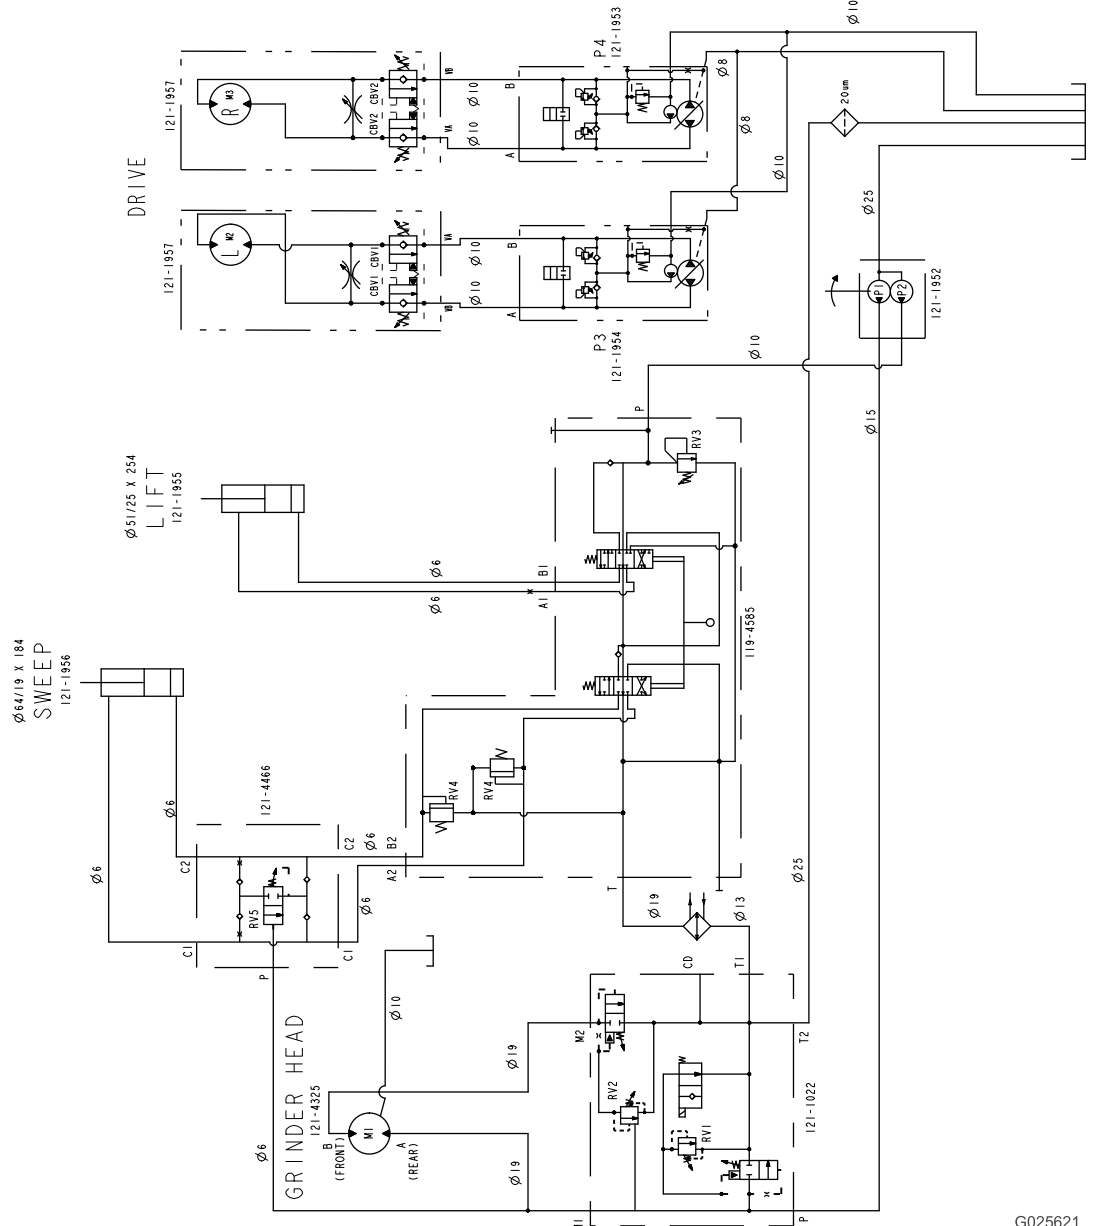 DRIVE
121-1957
R
M3
CBV2
CBV2
VB
VA
Ø10
Ø10
B
A
P4
121-1953
Ø8
Ø8
Ø10
Ø10
20um
121-1957
L
M2
CBV1
CBV1
VA
VB
Ø10
Ø10
B
A
P3
121-1954
Ø25
P1
P2
121-1952
Ø10
Ø15
Ø51/25 X 254
LIFT
121-1955
Ø6
Ø6
B1
A1
P
RV3
119-4585
Ø64/19 X 184
SWEEP
121-1956
Ø6
Ø6
121-4466
C2
C2
C1
C1
P
RV5
Ø6
Ø6
B2
A2
RV4
RV4
T
Ø19
Ø13
Ø25
GRINDER HEAD
121-4325
B
(FRONT)
M1
A
(REAR)
Ø10
Ø6
Ø19
Ø19
M2
CD
T1
T2
RV2
RV1
121-1022
P
G025621